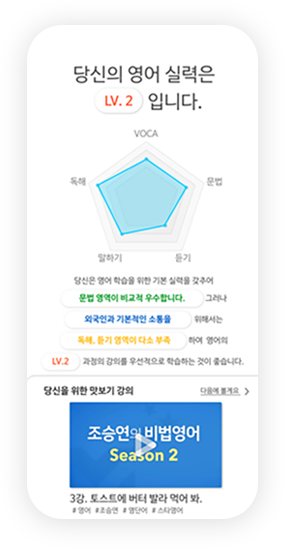 당신의 영어 실력은
LV. 2 입니다.
VOCA
독해 문법
말하기 듣기
당신은 영어 학습을 위한 기본 실력을 갖추어
문법 영역이 비교적 우수합니다. 그러나
외국인과 기본적인 소통을 위해서는
독해, 듣기 영역이 다소 부족 하여 영어의
LV.2 과정의 강의를 우선적으로 학습하는 것이 좋습니다.
당신을 위한 맛보기 강의 다음에 볼게요 >
조승연의 비법영어
Season 2
3강. 토스트에 버터 발라 먹어 봐.
# 영어 #조승연 #영단어 #스타영어